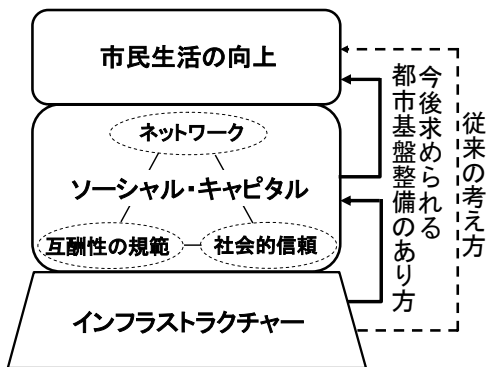 市民生活の向上
ネットワーク
ソーシャル・キャピタル
互酬性の規範
社会的信頼
インフラストラクチャー
今後求められる
都市基盤整備のあり方
従来の考え方